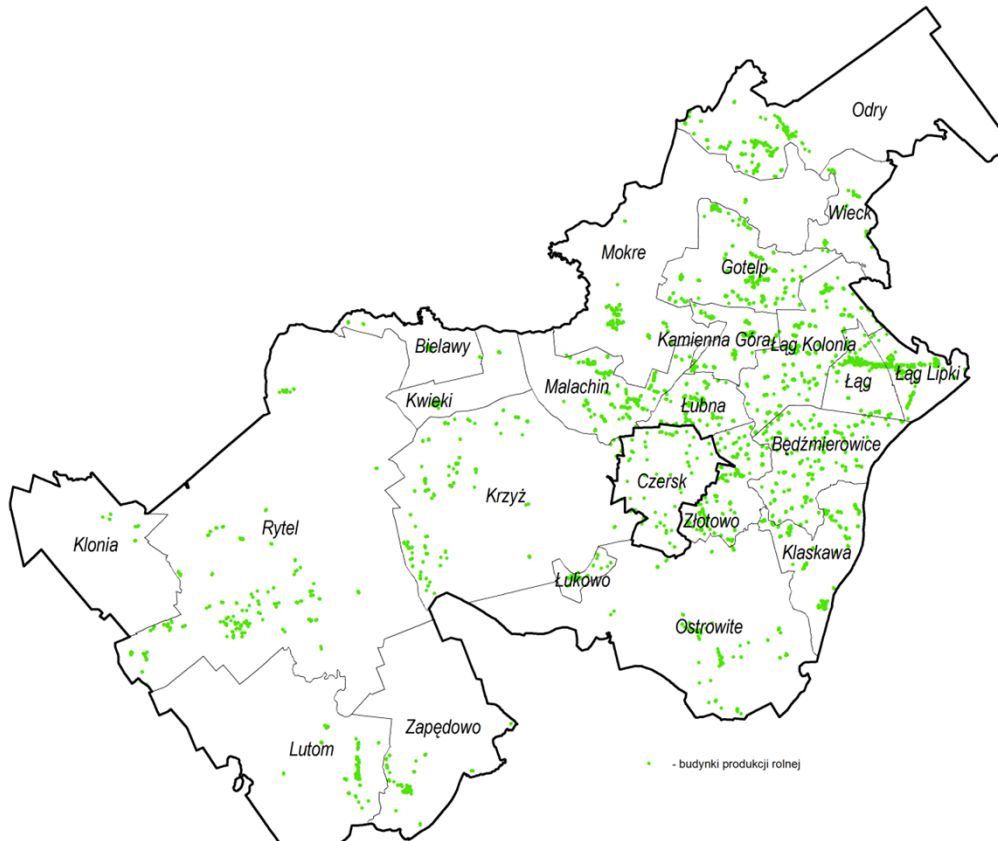 Odry
Wieck
Mokre
Gotelp
Kamienna Góra
Łąg Kolonia
Bielawy
Malachin
Łąg
Łąg Lipki
Kwieki
Łubna
Będźmierowice
Czersk
Krzyż
Rytel
Złotowo
Klonia
Klaskawa
Łukowo
Ostrowite
Zapędowo
Lutom
- budynki produkcji rolnej